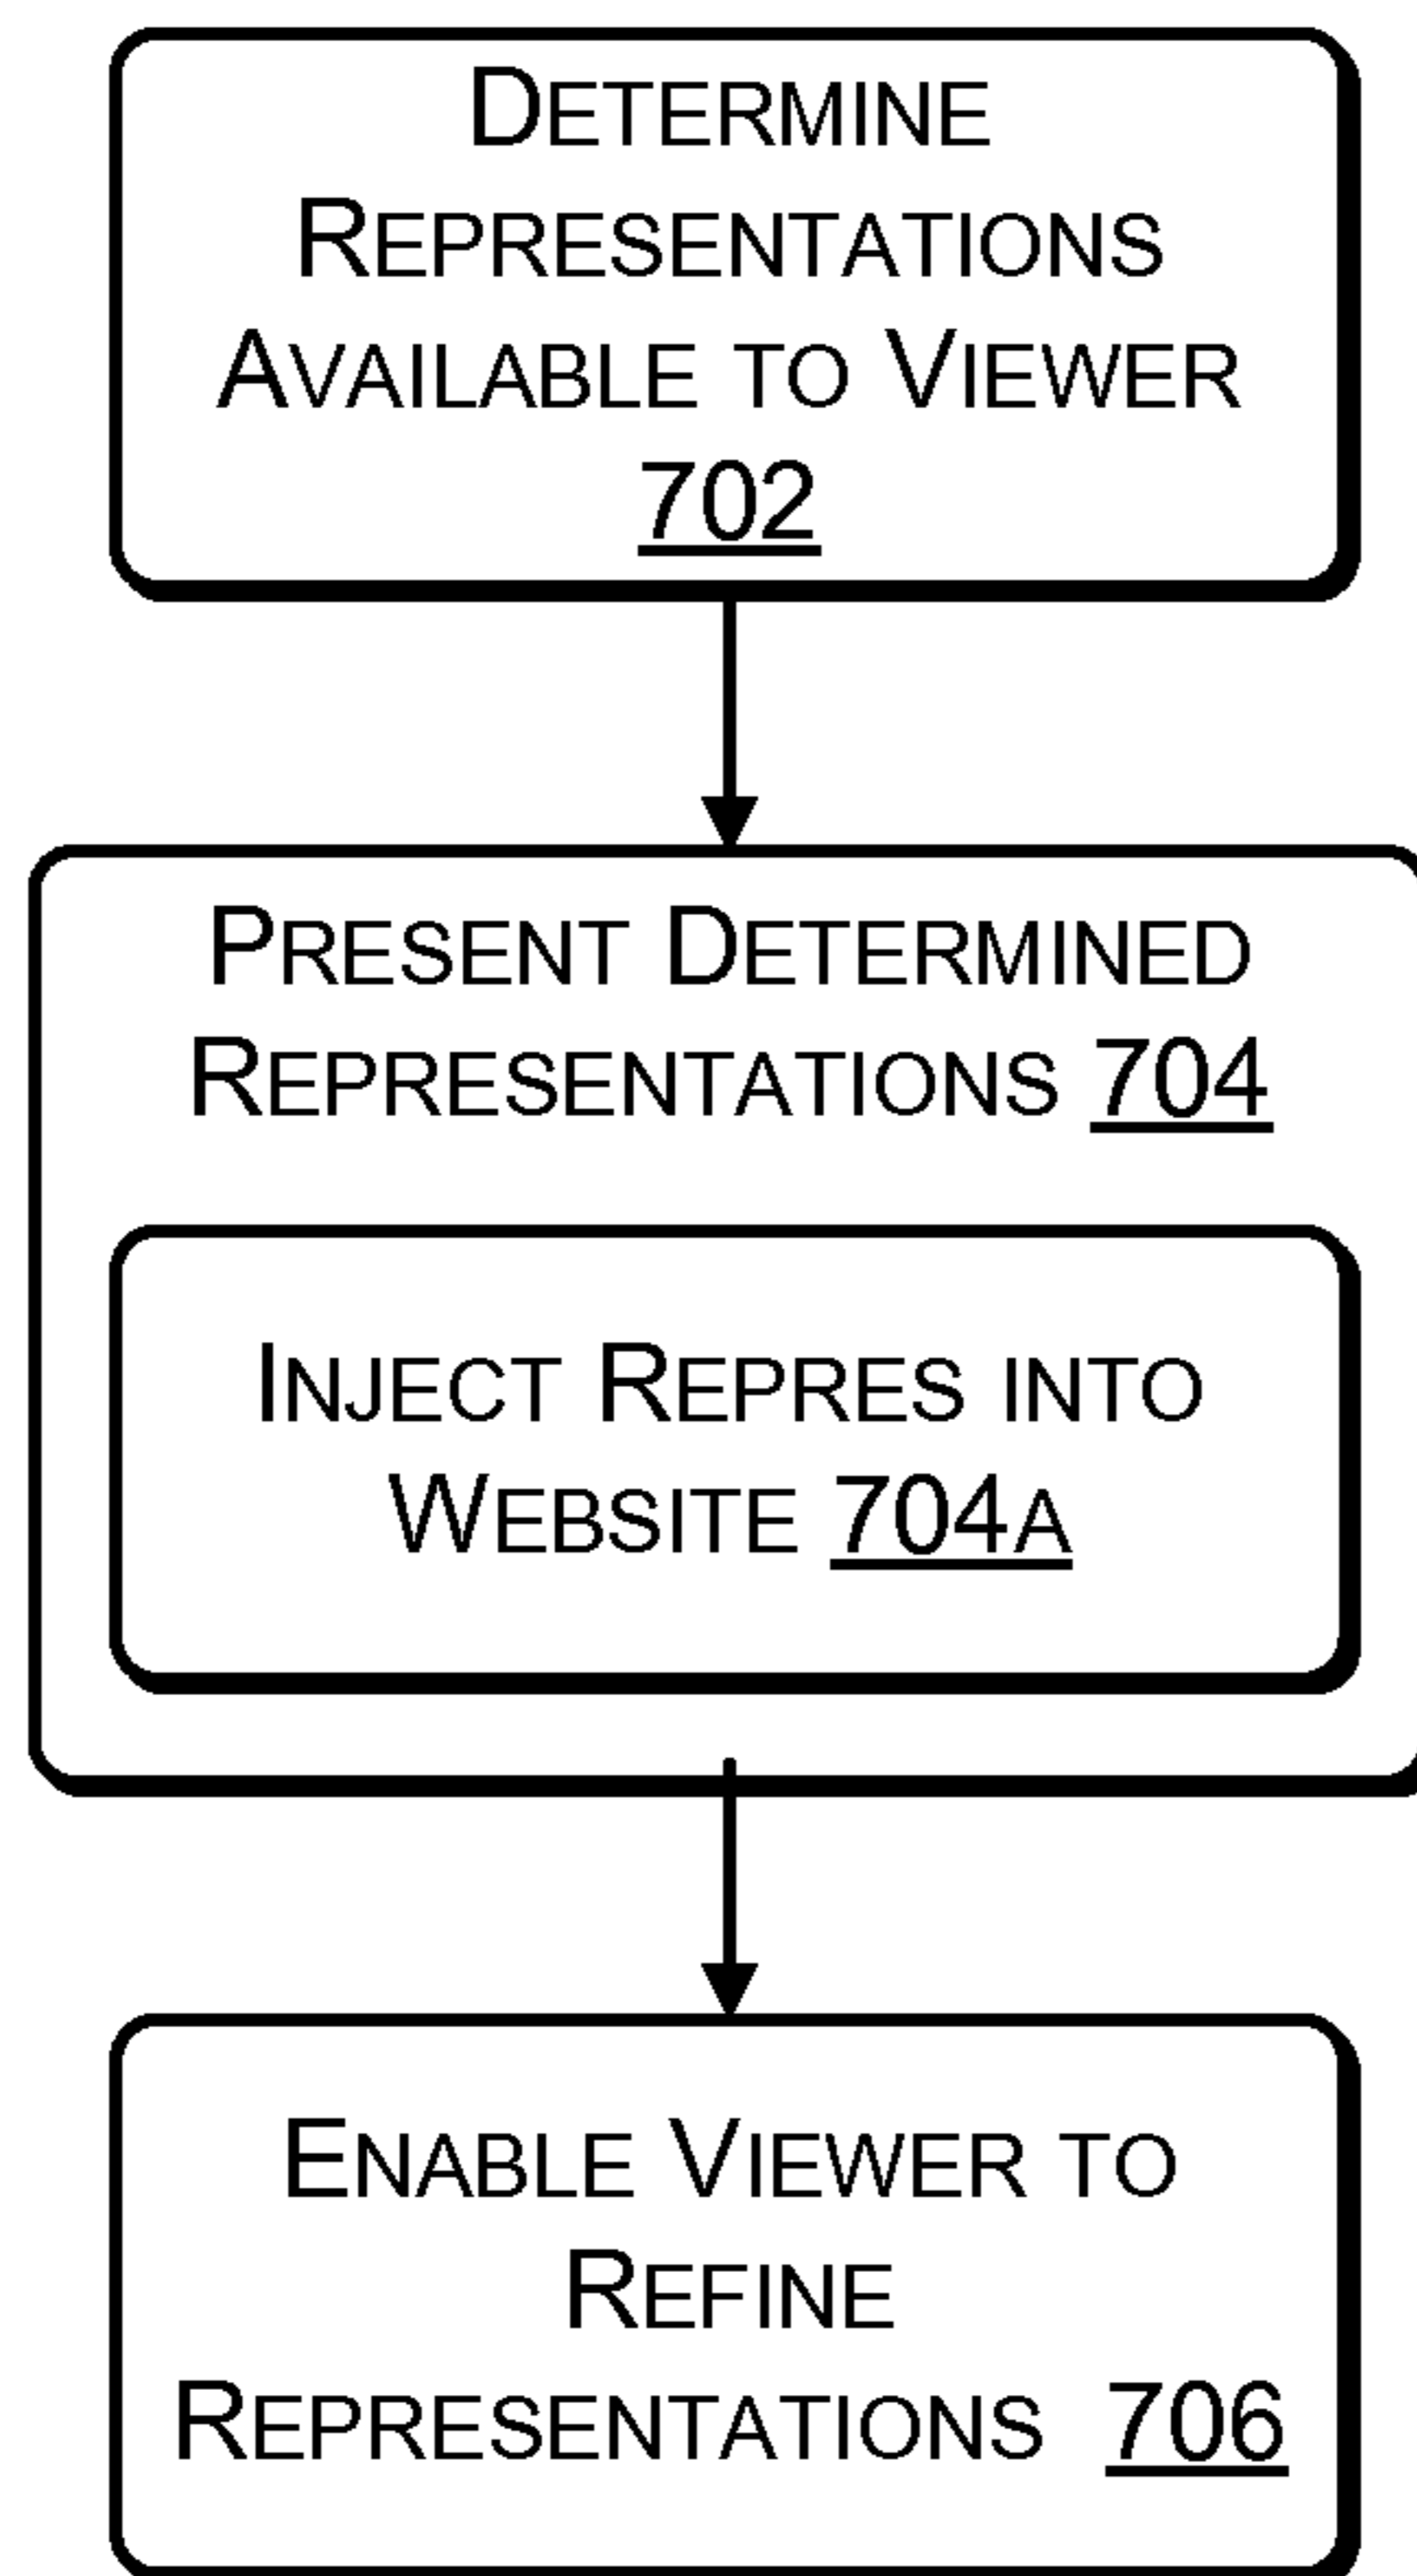 DETERMINE
REPRESENTATIONS
AVAILABLE TO VIEWER
702
PRESENT DETERMINED
REPRESENTATIONS 704
INJECT REPRES INTO
WEBSITE 704A
ENABLE VIEWER TO
REFINE
REPRESENTATIONS 706